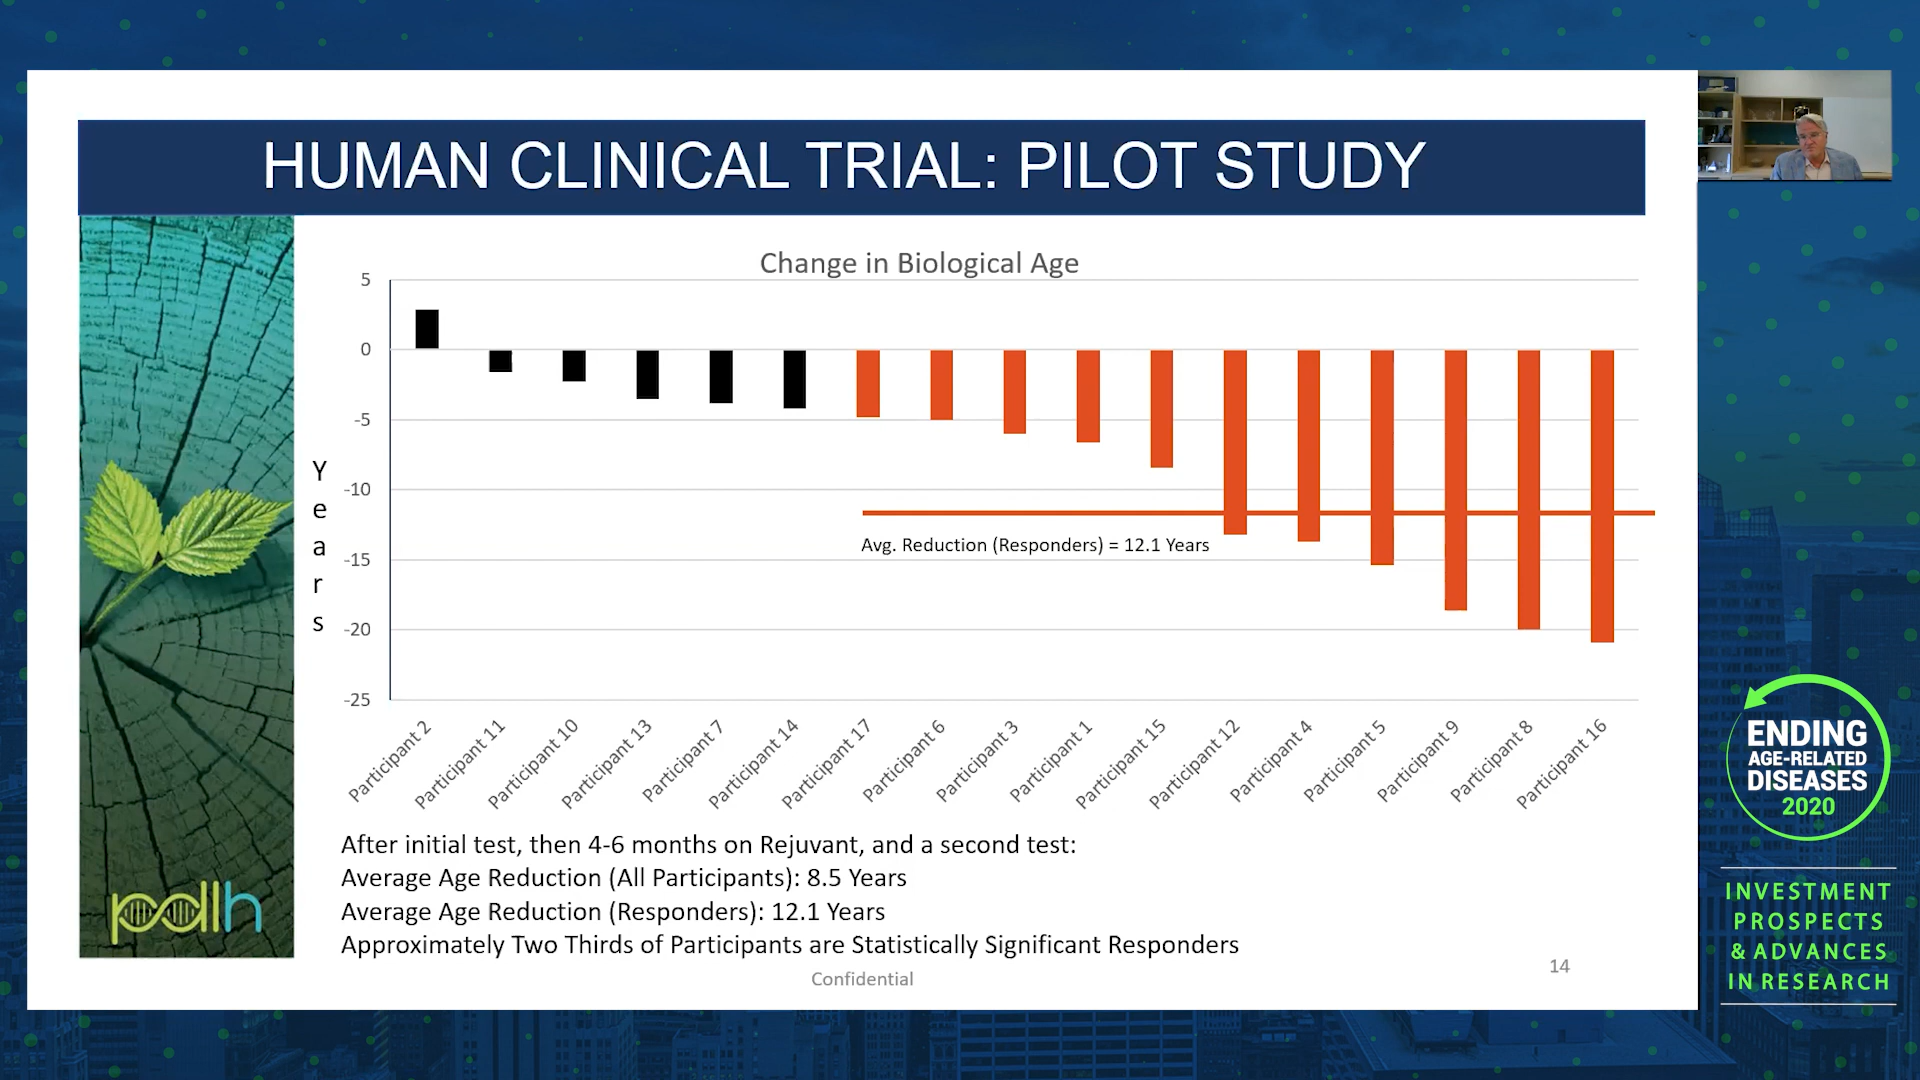 HUMAN CLINICAL TRIAL: PILOT STUDY
Change in Biological Age
5
0
-5
-10
-15
-20
-25
Years
Avg. Reduction (Responders) = 12.1 Years
Participant 2
Participant 11
Participant 10
Participant 13
Participant 7
Participant 14
Participant 17
Participant 6
Participant 3
Participant 1
Participant 15
Participant 12
Participant 4
Participant 5
Participant 9
Participant 8
Participant 16
After initial test, then 4-6 months on Rejuvant, and a second test:
Average Age Reduction (All Participants): 8.5 Years
Average Age Reduction (Responders): 12.1 Years
Approximately Two Thirds of Participants are Statistically Significant Responders
Confidential
14
pdlh
ENDING
AGE-RELATED
DISEASES
2020
INVESTMENT
PROSPECTS
& ADVANCES
IN RESEARCH